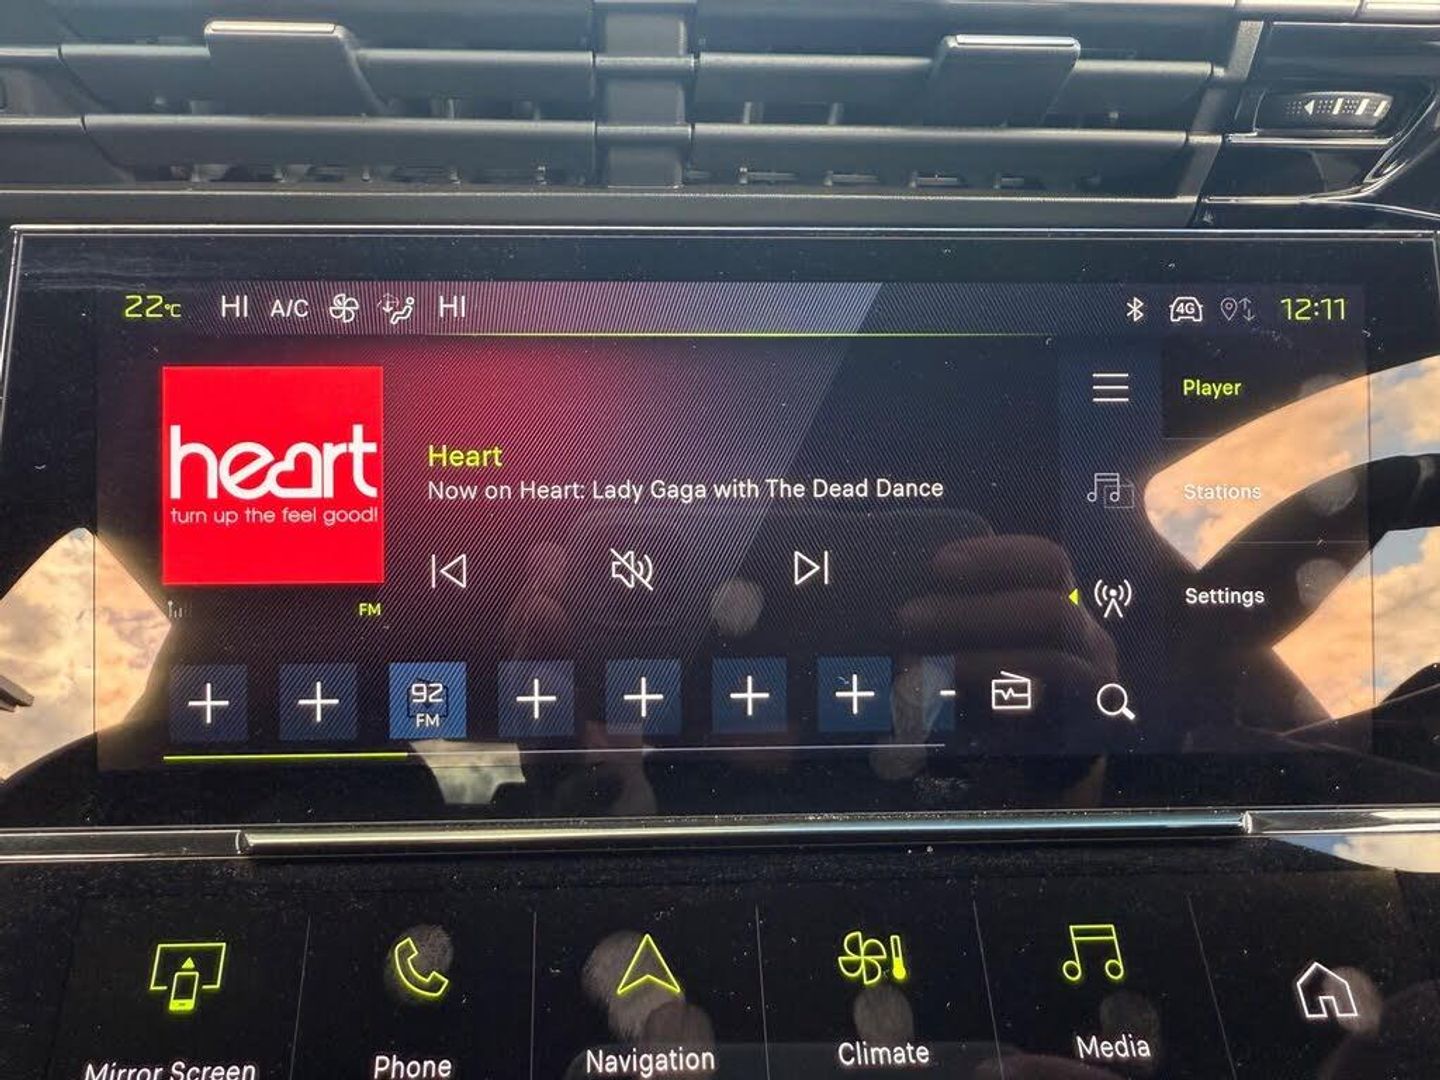 22°C HI A/C HI 4G 12:11
Player
heart
turn up the feel good!
Heart
Now on Heart: Lady Gaga with The Dead Dance
Stations
FM
Settings
92
FM
Mirror Screen
Phone
Navigation
Climate
Media